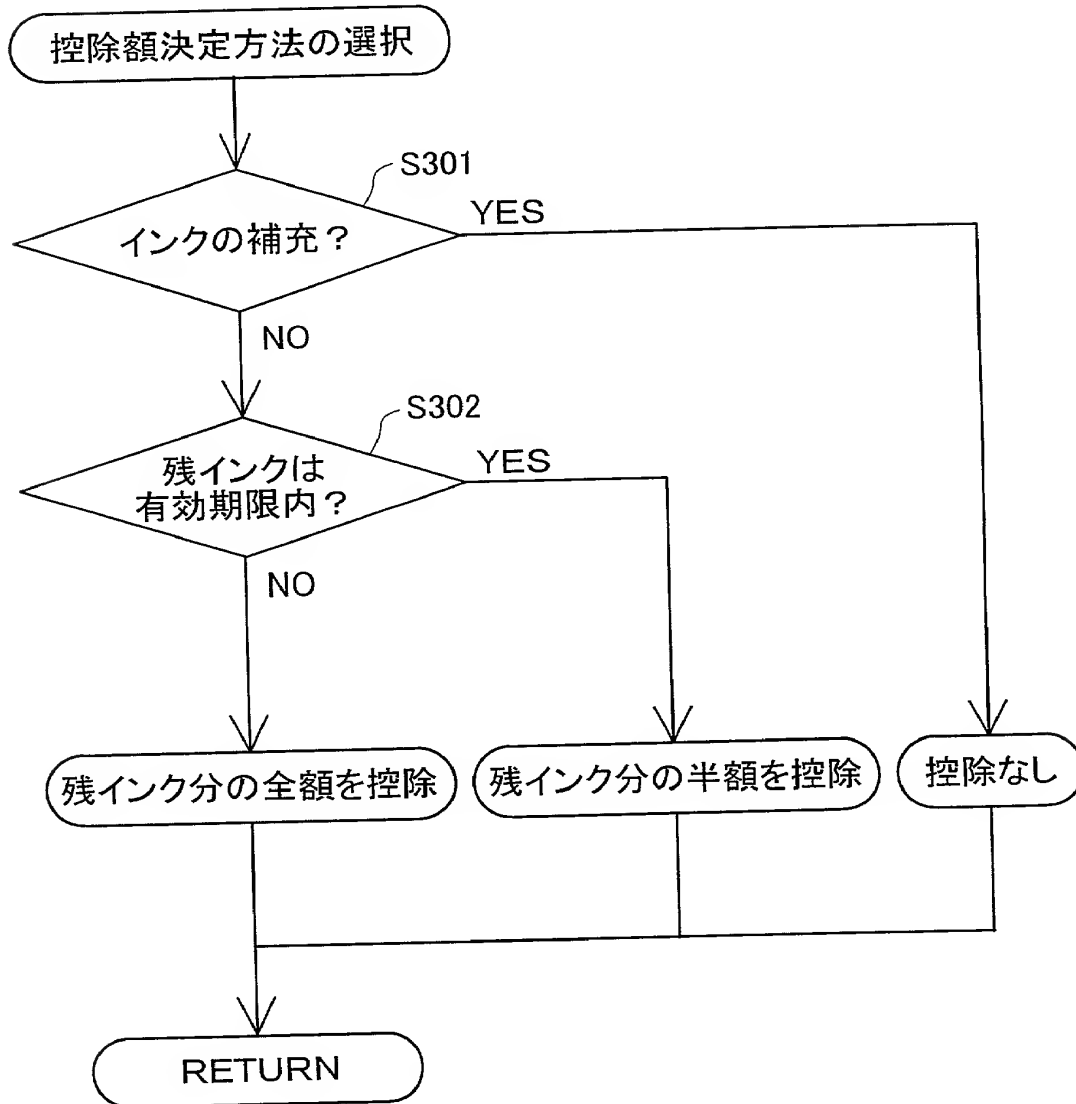 控除額決定方法の選択
S301
インクの補充？
YES
NO
S302
残インクは
有効期限内？
YES
NO
残インク分の全額を控除
残インク分の半額を控除
控除なし
RETURN